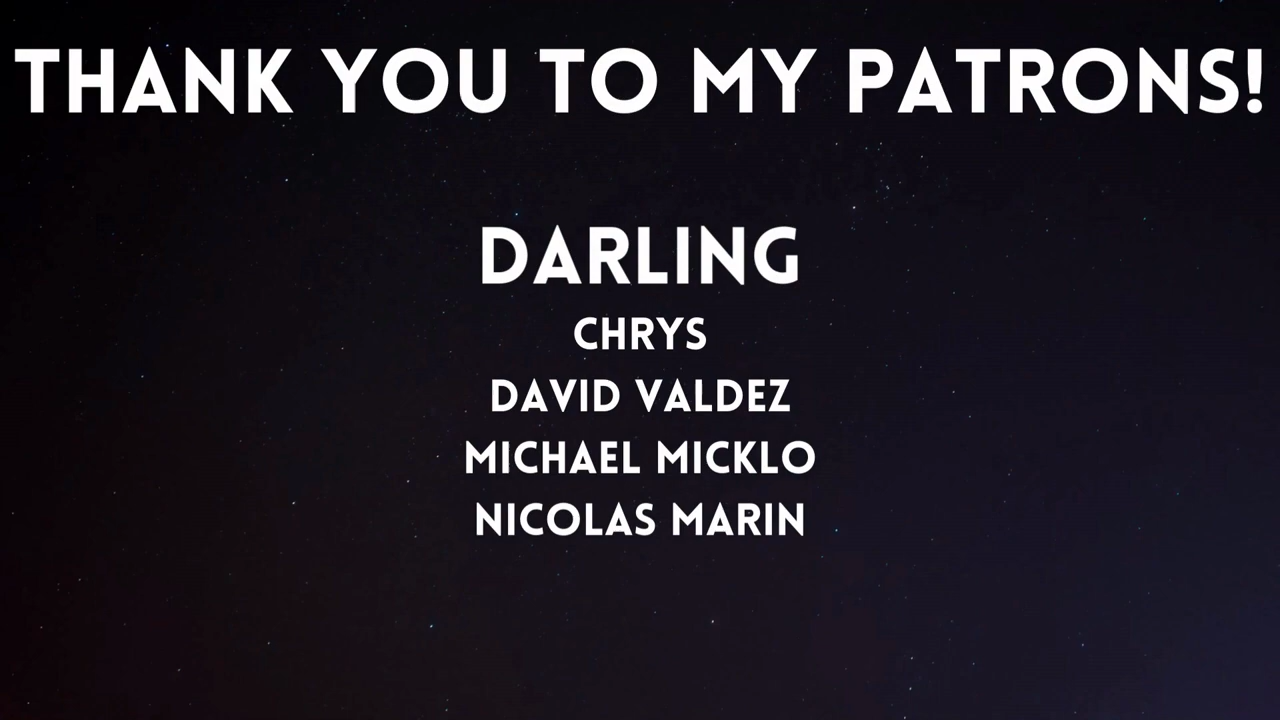 THANK YOU TO MY PATRONS!
DARLING
CHRYS
DAVID VALDEZ
MICHAEL MICKLO
NICOLAS MARIN